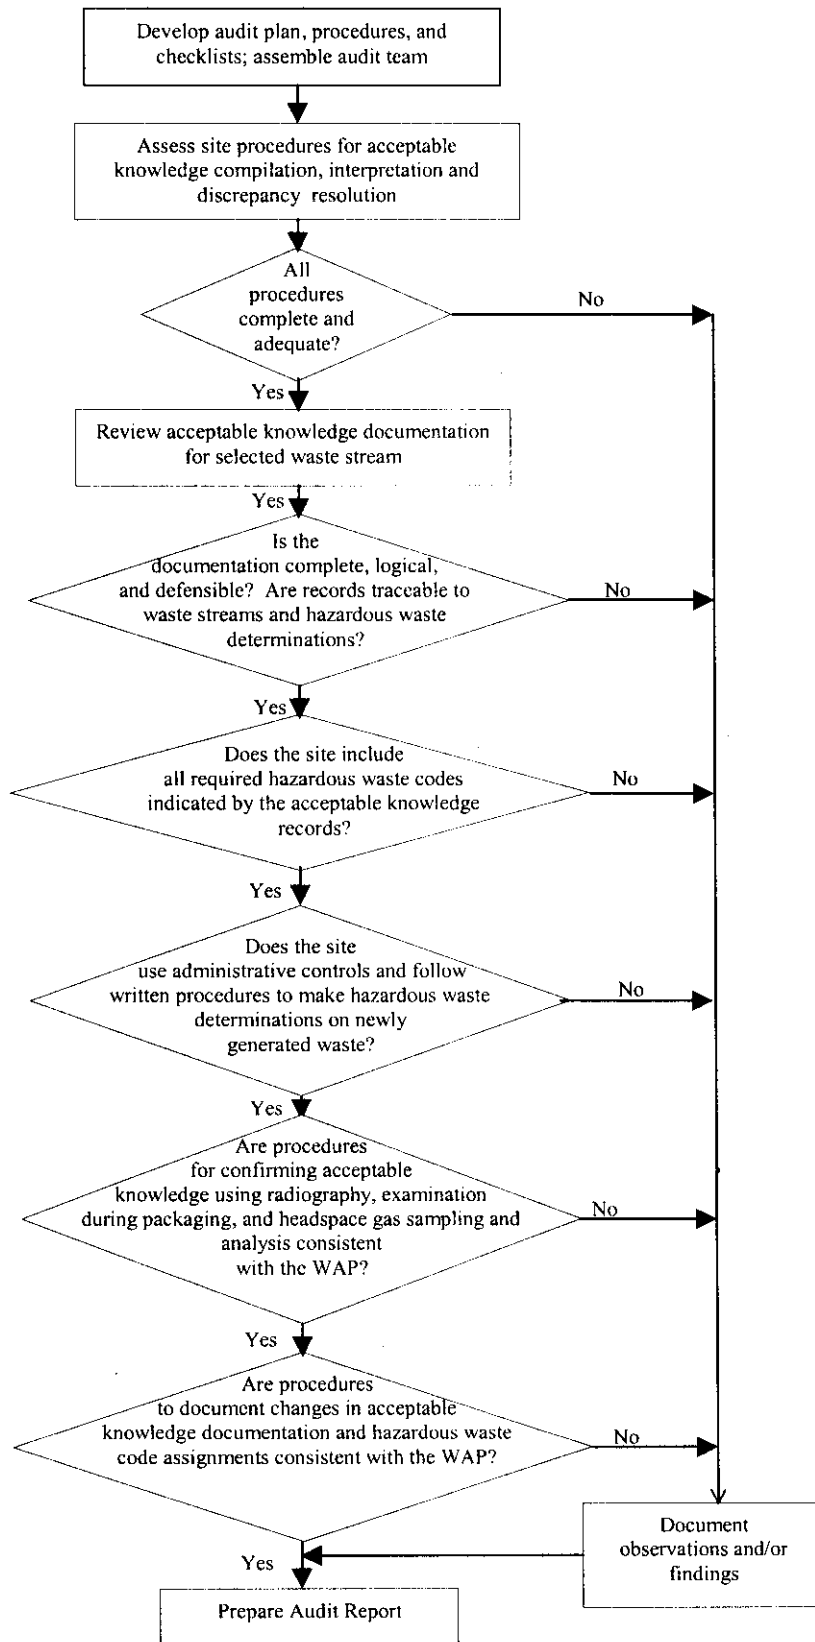 Develop audit plan, procedures, and
checklists; assemble audit team
Assess site procedures for acceptable
knowledge compilation, interpretation and
discrepancy resolution
All
procedures
complete and
adequate?
No
Yes
Review acceptable knowledge documentation
for selected waste stream
Yes
Is the
documentation complete, logical,
and defensible? Are records traceable to
waste streams and hazardous waste
determinations?
No
Yes
Does the site include
all required hazardous waste codes
indicated by the acceptable knowledge
records?
No
Yes
Does the site
use administrative controls and follow
written procedures to make hazardous waste
determinations on newly
generated waste?
No
Yes
Are procedures
for confirming acceptable
knowledge using radiography, examination
during packaging, and headspace gas sampling and
analysis consistent
with the WAP?
No
Yes
Are procedures
to document changes in acceptable
knowledge documentation and hazardous waste
code assignments consistent with the WAP?
No
Document
observations and/or
findings
Yes
Prepare Audit Report